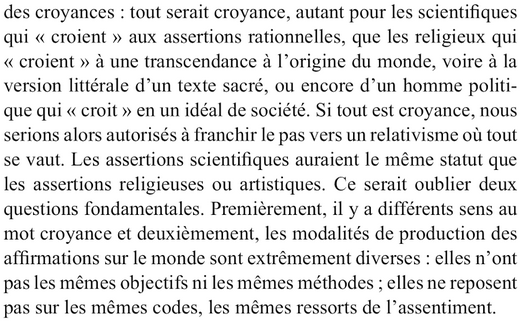 des croyances : tout serait croyance, autant pour les scientifiques
qui « croient » aux assertions rationnelles, que les religieux qui
« croient » à une transcendance à l'origine du monde, voire à la
version littérale d'un texte sacré, ou encore d'un homme politi-
que qui « croit » en un idéal de société. Si tout est croyance, nous
serions alors autorisés à franchir le pas vers un relativisme où tout
se vaut. Les assertions scientifiques auraient le même statut que
les assertions religieuses ou artistiques. Ce serait oublier deux
questions fondamentales. Premièrement, il y a différents sens au
mot croyance et deuxièmement, les modalités de production des
affirmations sur le monde sont extrêmement diverses : elles n'ont
pas les mêmes objectifs ni les mêmes méthodes ; elles ne reposent
pas sur les mêmes codes, les mêmes ressorts de l'assentiment.